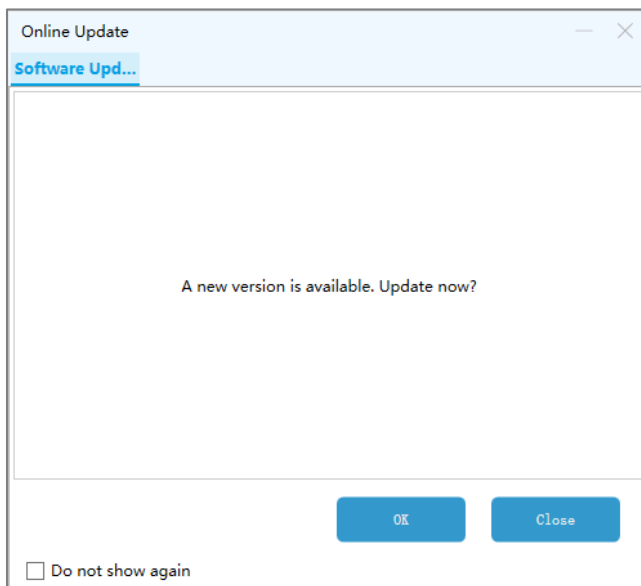 Online Update
Software Upd...
A new version is available. Update now?
OK
Close
Do not show again